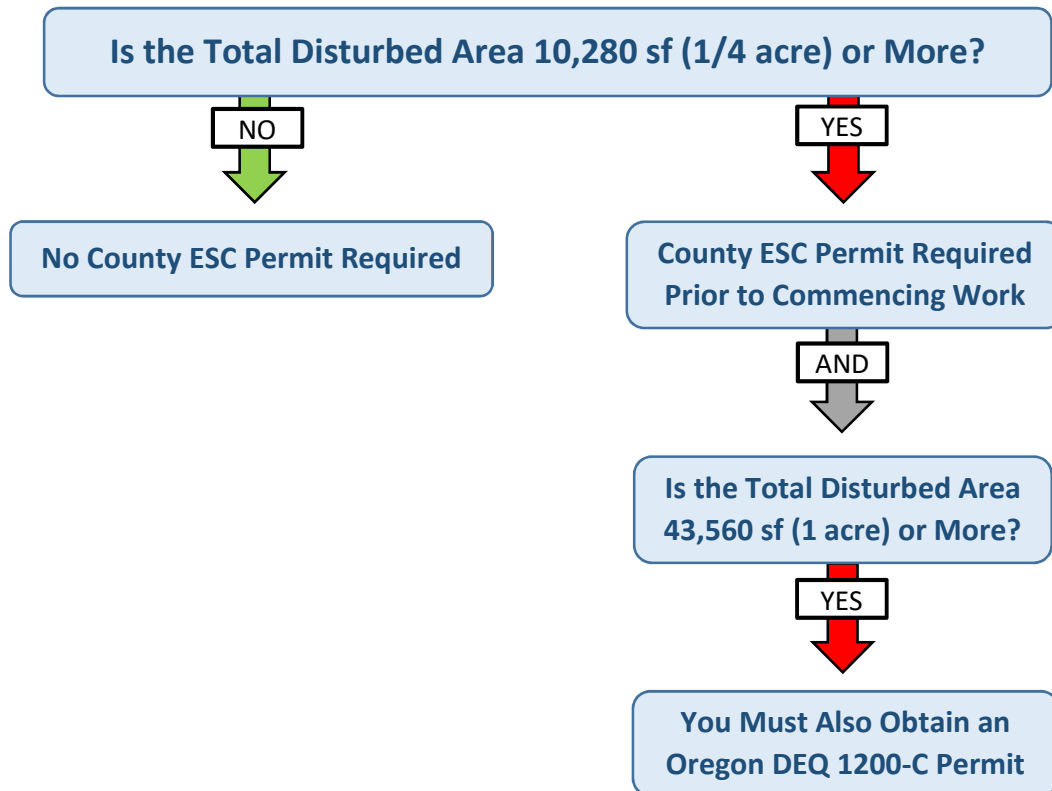 Is the Total Disturbed Area 10,280 sf (1/4 acre) or More?
NO
YES
No County ESC Permit Required
County ESC Permit Required
Prior to Commencing Work
AND
Is the Total Disturbed Area
43,560 sf (1 acre) or More?
YES
You Must Also Obtain an
Oregon DEQ 1200-C Permit